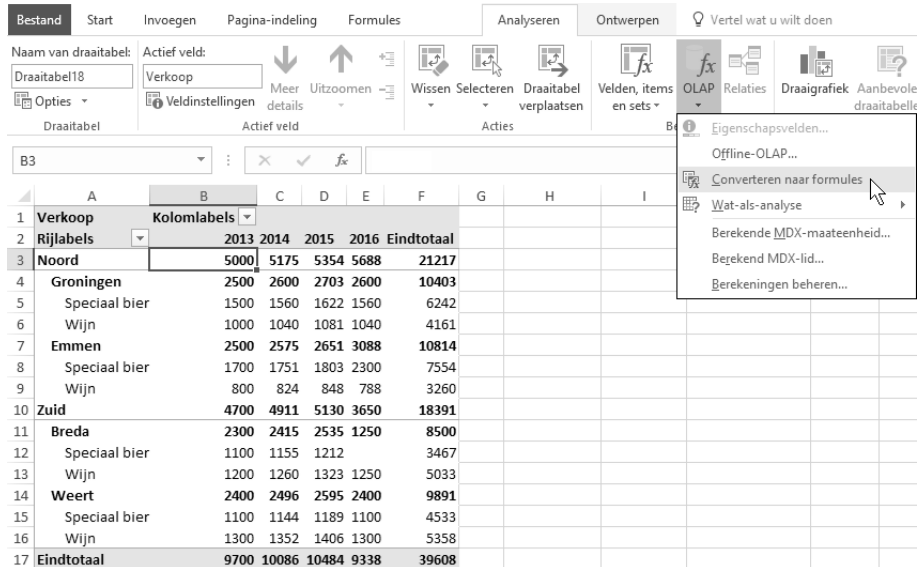 Bestand Start Invoegen Pagina-indeling Formules Analyseren Ontwerpen Vertel wat u wilt doen
Naam van draaitabel: Actief veld:
Draaitabel18 Verkoop
Opties Veldinstellingen
Meer details Uitzoomen
Wissen Selecteren Draaitabel verplaatsen
Velden, items en sets OLAP Relaties Draaigrafiek Aanbevole draaitabelle
Draaitabel Actief veld Acties Be
Eigenschapsvelden...
Offline-OLAP...
Converteren naar formules
Wat-als-analyse
Berekende MDX-maateenheid...
Berekend MDX-lid...
Berekeningen beheren...
B3 fx
A B C D E F G H I
1 Verkoop Kolomlabels
2 Rijlabels 2013 2014 2015 2016 Eindtotaal
3 Noord 5000 5175 5354 5688 21217
4 Groningen 2500 2600 2703 2600 10403
5 Speciaal bier 1500 1560 1622 1560 6242
6 Wijn 1000 1040 1081 1040 4161
7 Emmen 2500 2575 2651 3088 10814
8 Speciaal bier 1700 1751 1803 2300 7554
9 Wijn 800 824 848 788 3260
10 Zuid 4700 4911 5130 3650 18391
11 Breda 2300 2415 2535 1250 8500
12 Speciaal bier 1100 1155 1212 3467
13 Wijn 1200 1260 1323 1250 5033
14 Weert 2400 2496 2595 2400 9891
15 Speciaal bier 1100 1144 1189 1100 4533
16 Wijn 1300 1352 1406 1300 5358
17 Eindtotaal 9700 10086 10484 9338 39608